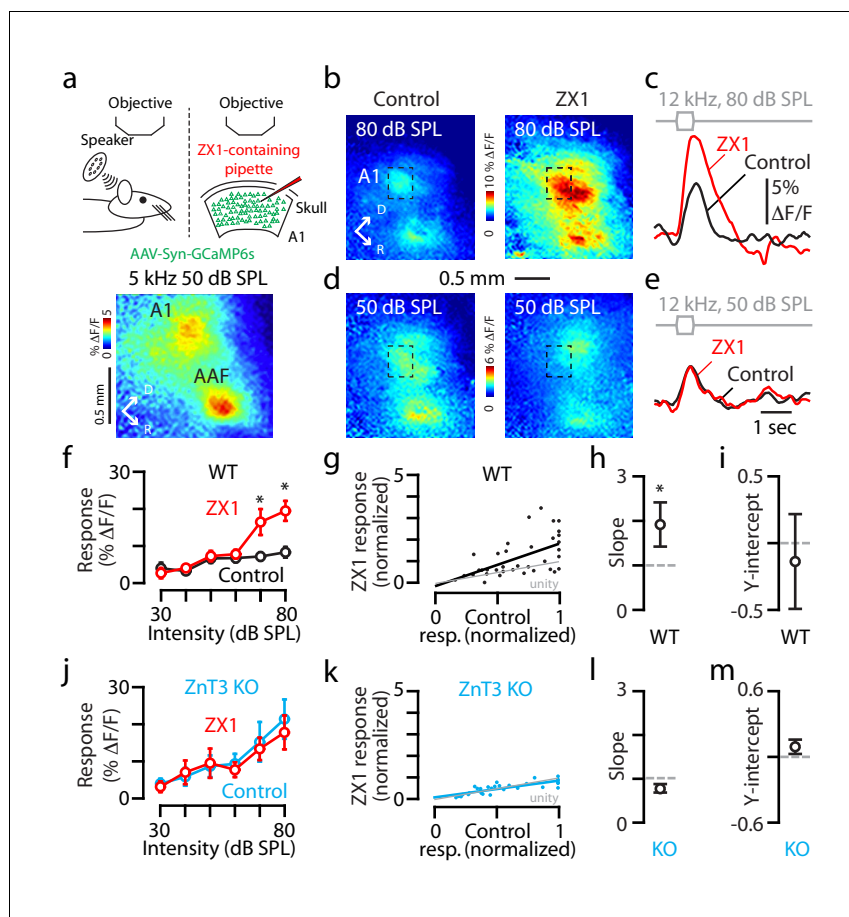 a
Objective
Objective
Speaker
ZX1-containing
pipette
Skull
A1
AAV-Syn-GCaMP6s
5 kHz 50 dB SPL
A1
AAF
% ΔF/F
0 5
0.5 mm
D
R
b
Control
ZX1
80 dB SPL
80 dB SPL
A1
D
R
0 10 % ΔF/F
0.5 mm
c
12 kHz, 80 dB SPL
ZX1
Control
5%
ΔF/F
d
50 dB SPL
50 dB SPL
0 6 % ΔF/F
e
12 kHz, 50 dB SPL
ZX1
Control
1 sec
f
WT
Response
(% ΔF/F)
30
0
ZX1
* *
Control
30 80
Intensity (dB SPL)
g
WT
ZX1 response
(normalized)
5
0
unity
0 1
Control
resp. (normalized)
h
Slope
3
0
*
WT
i
Y-intercept
0.5
-0.5
WT
j
ZnT3 KO
Response
(% ΔF/F)
30
0
ZX1
Control
30 80
Intensity (dB SPL)
k
ZnT3 KO
ZX1 response
(normalized)
5
0
unity
0 1
Control
resp. (normalized)
l
Slope
3
0
KO
m
Y-intercept
0.6
-0.6
KO